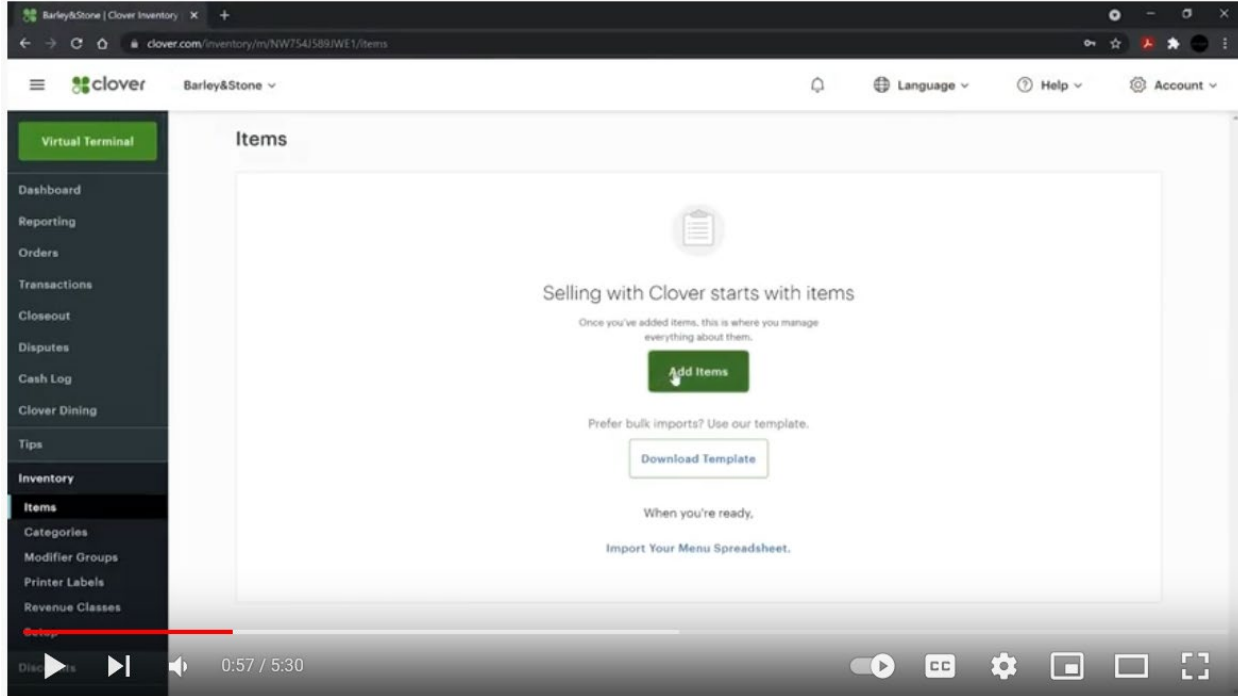 Barley&Stone | Clover Inventory
clover.com/inventory/m/NW7S4J589JWE1/items
clover
Barley&Stone
Language
Help
Account
Virtual Terminal
Items
Dashboard
Reporting
Orders
Transactions
Closeout
Disputes
Cash Log
Clover Dining
Tips
Inventory
Items
Categories
Modifier Groups
Printer Labels
Revenue Classes
Setup
Selling with Clover starts with items
Once you've added items, this is where you manage
everything about them.
Add Items
Prefer bulk imports? Use our template.
Download Template
When you're ready,
Import Your Menu Spreadsheet.
0:57 / 5:30
CC